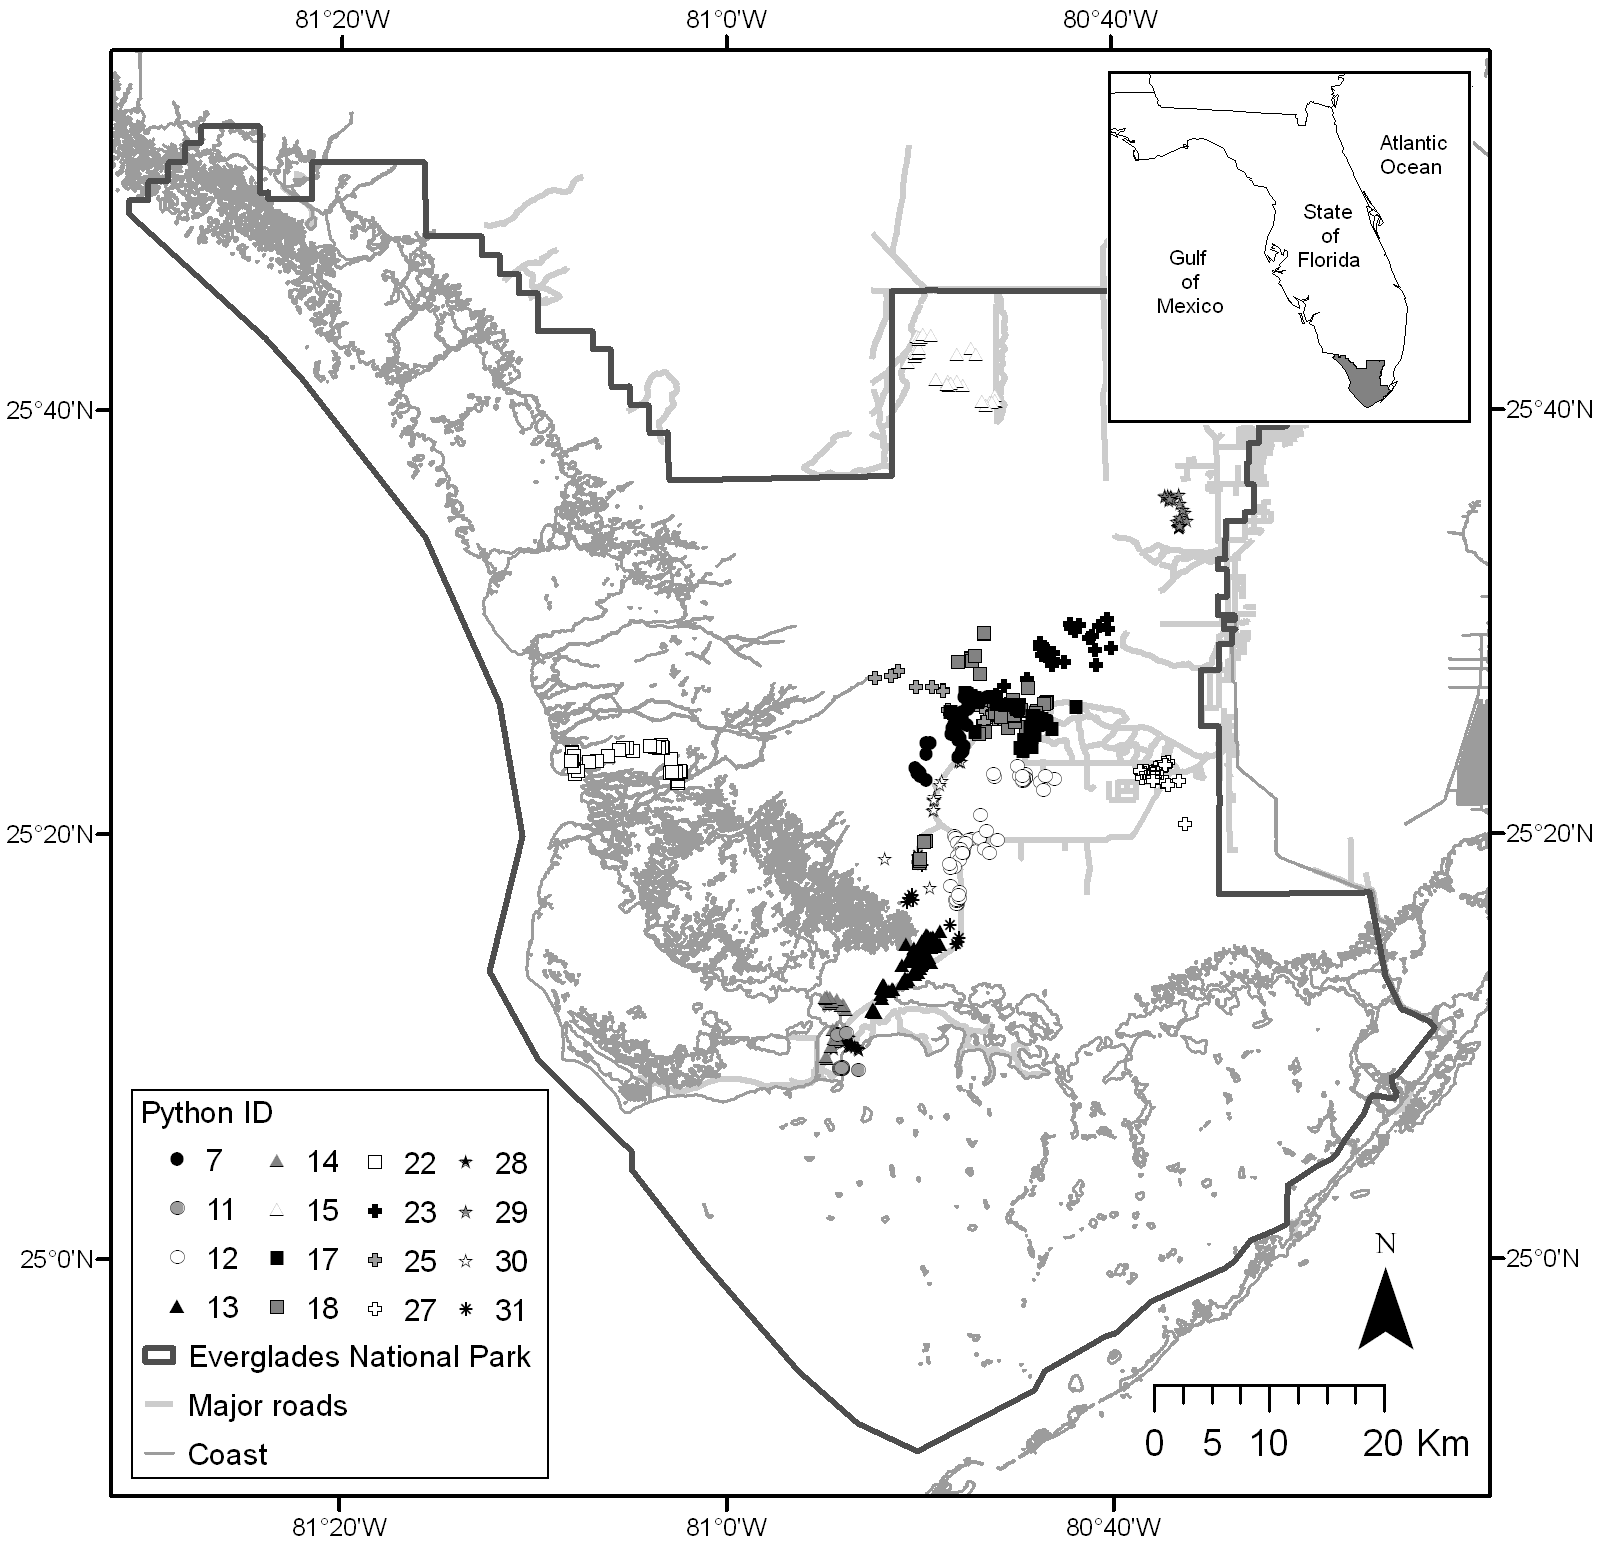 81°20'W 81°0'W 80°40'W
Atlantic
Ocean
State
of
Florida
Gulf
of
Mexico
25°40'N 25°40'N
25°20'N 25°20'N
Python ID
7 14 22 28
11 15 23 29
12 17 25 30
13 18 27 31
Everglades National Park
Major roads
Coast
25°0'N 25°0'N
N
0 5 10 20 Km
81°20'W 81°0'W 80°40'W